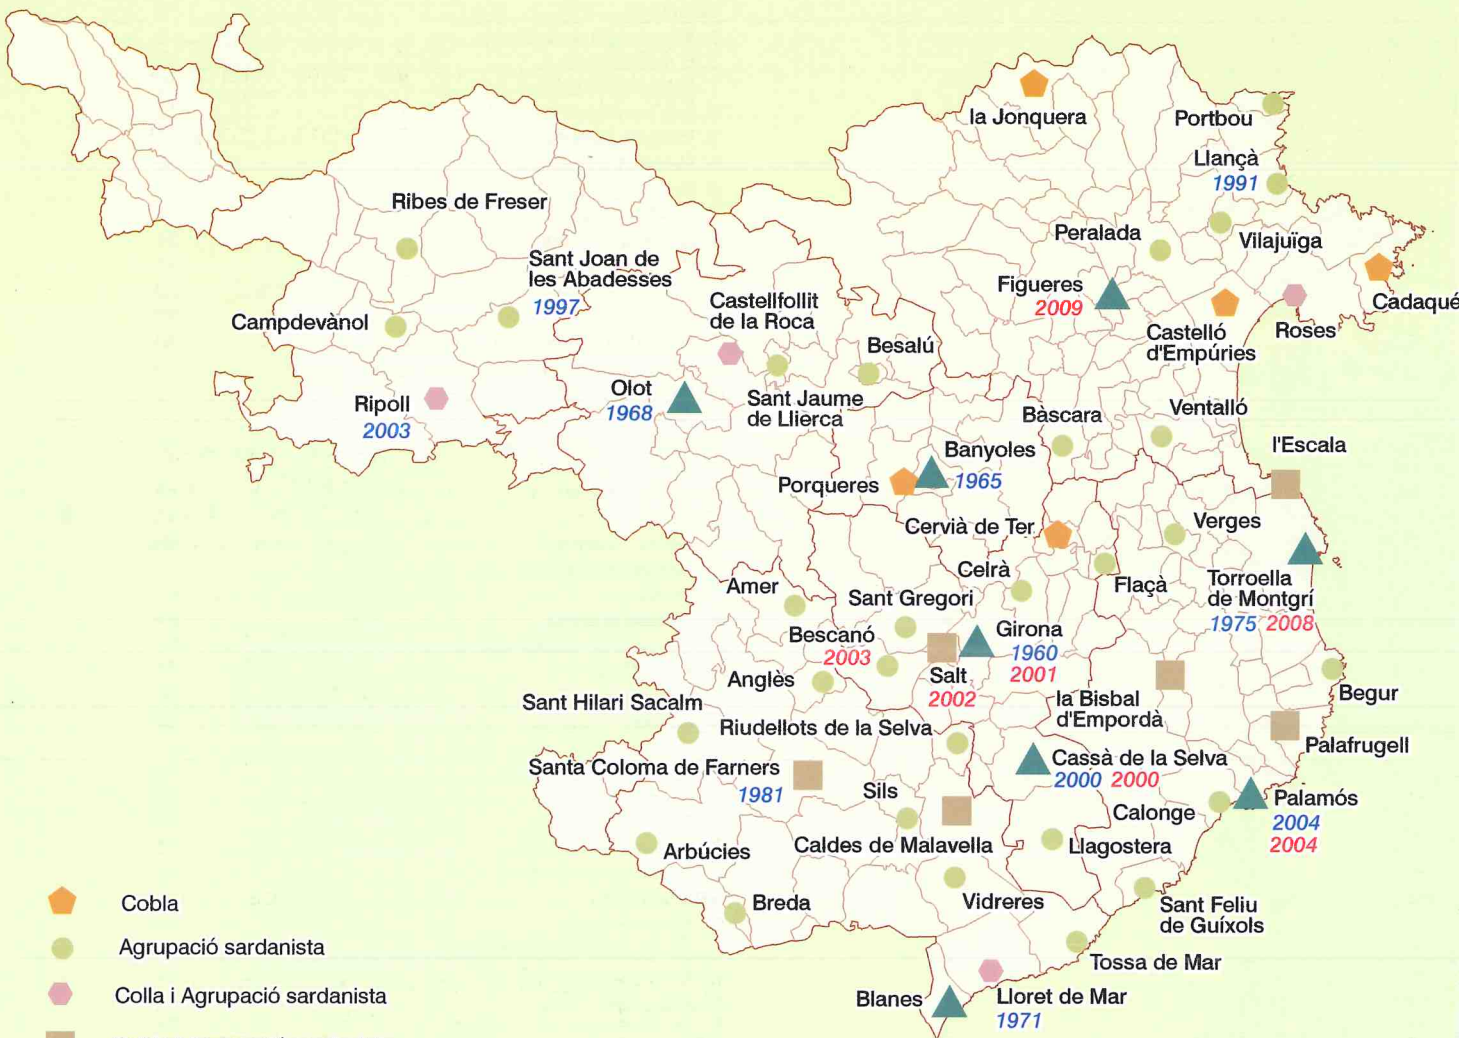 la Jonquera
Portbou
Llançà
1991
Ribes de Freser
Peralada
Vilajuïga
Sant Joan de
les Abadesses
1997
Figueres
2009
Cadaqué
Castellfollit
de la Roca
Campdevànol
Castelló
d'Empúries
Roses
Besalú
Olot
1968
Sant Jaume
de Llierca
Ripoll
2003
Bàscara
Ventalló
l'Escala
Banyoles
1965
Porqueres
Cervià de Ter
Verges
Celrà
Flaçà
Torroella
de Montgrí
1975 2008
Amer
Sant Gregori
Bescanó
2003
Girona
1960
2001
Salt
2002
Anglès
la Bisbal
d'Empordà
Begur
Sant Hilari Sacalm
Riudellots de la Selva
Palafrugell
Santa Coloma de Farners
1981
Cassà de la Selva
2000 2000
Sils
Calonge
Palamós
2004
2004
Caldes de Malavella
Llagostera
Arbúcies
Breda
Vidreres
Sant Feliu
de Guíxols
Tossa de Mar
Blanes
Lloret de Mar
1971
Cobla
Agrupació sardanista
Colla i Agrupació sardanista